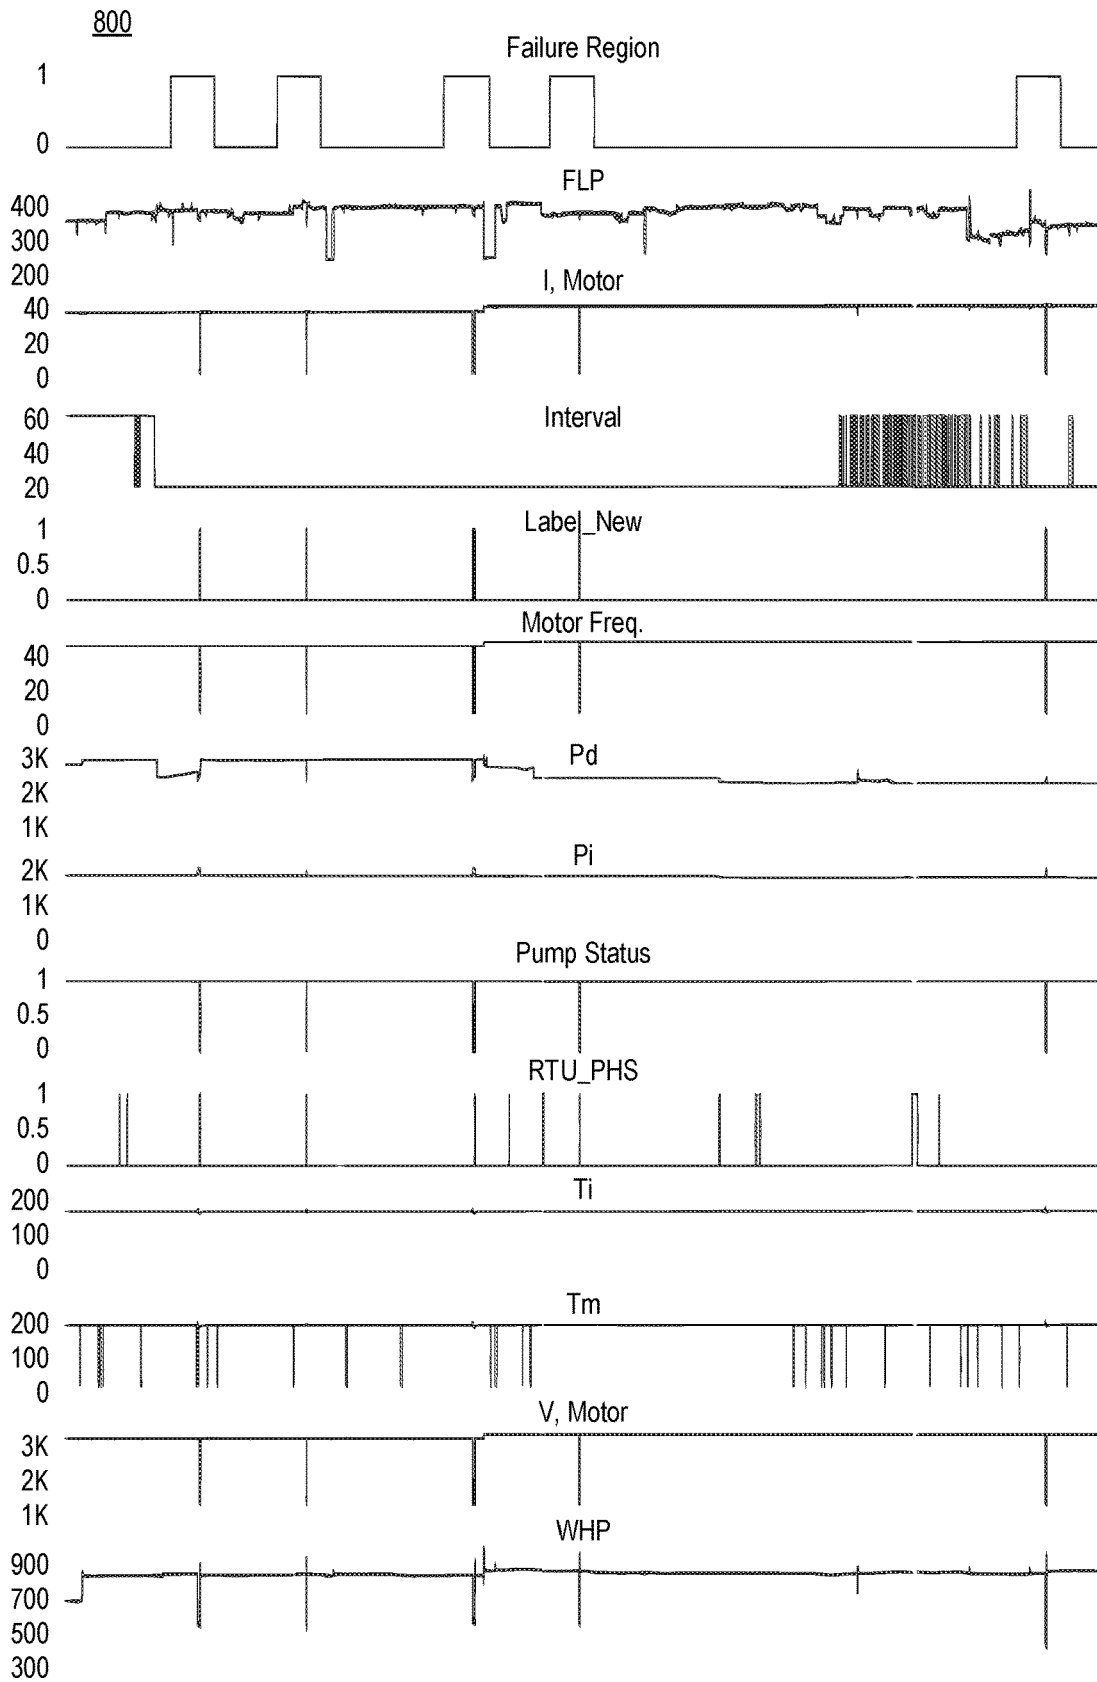 800
Failure Region
1
0
FLP
400
300
200
I, Motor
40
20
0
Interval
60
40
20
Label_New
1
0.5
0
Motor Freq.
40
20
0
Pd
3K
2K
1K
Pi
2K
1K
0
Pump Status
1
0.5
0
RTU_PHS
1
0.5
0
Ti
200
100
0
Tm
200
100
0
V, Motor
3K
2K
1K
WHP
900
700
500
300